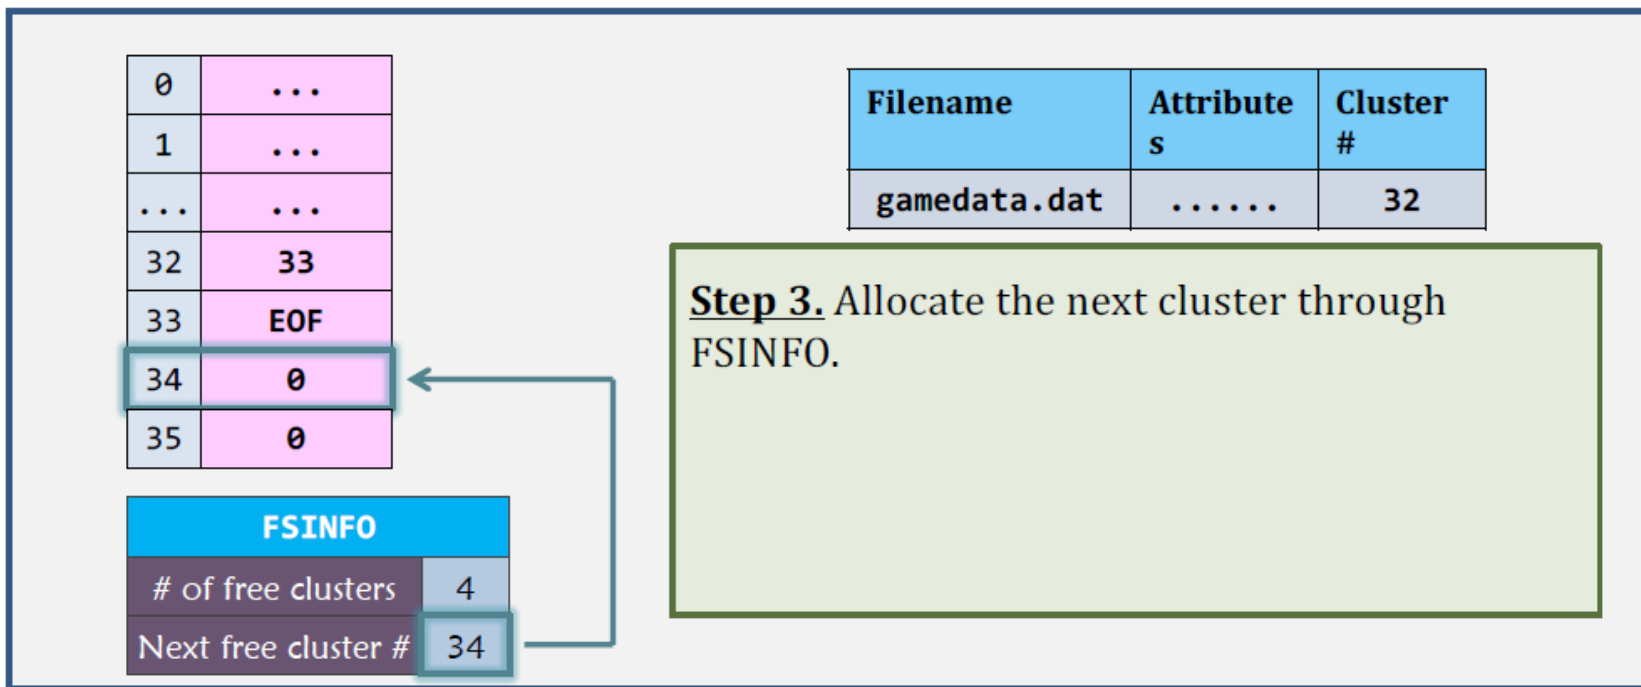 0 ...
1 ...
... ...
32 33
33 EOF
34 0
35 0
FSINFO
# of free clusters 4
Next free cluster # 34
Filename Attribute Cluster
s #
gamedata.dat ...... 32
Step 3. Allocate the next cluster through
FSINFO.